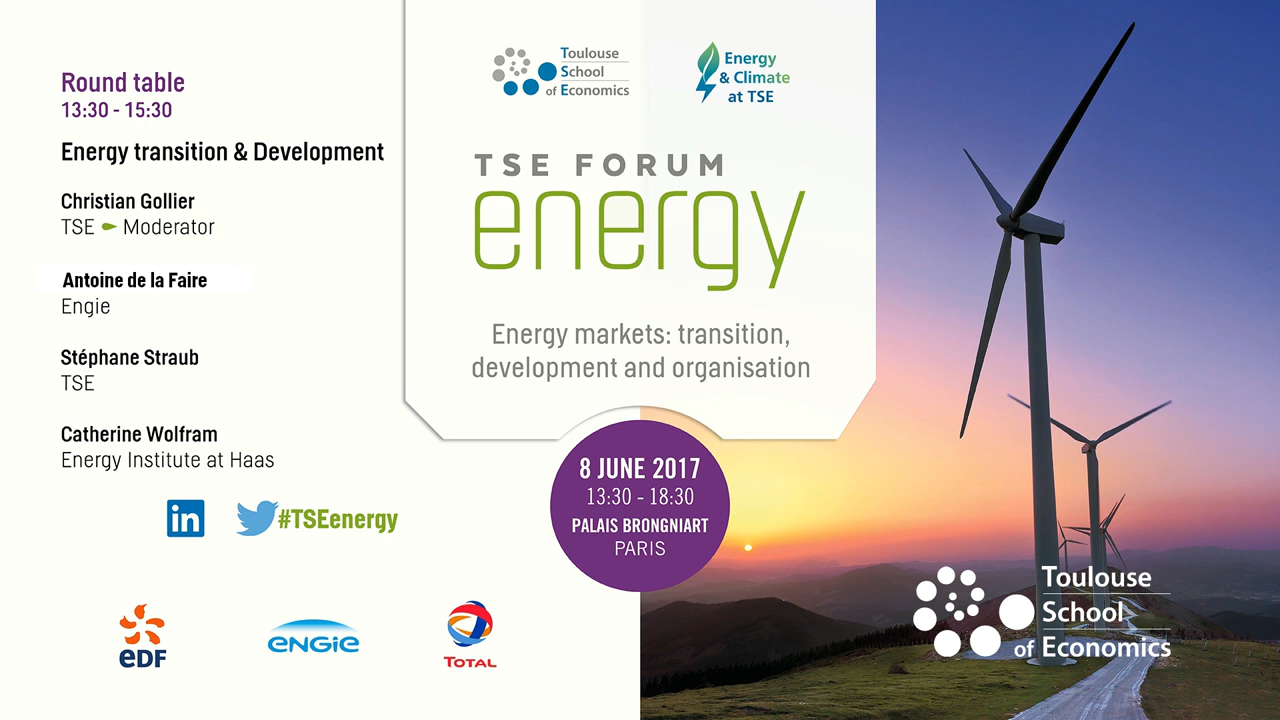 Round table
13:30 - 15:30
Energy transition & Development
Christian Gollier
TSE Moderator
Antoine de la Faire
Engie
Stéphane Straub
TSE
Catherine Wolfram
Energy Institute at Haas
in
#TSEenergy
eDF
ENGIE
TOTAL
Toulouse
School
of Economics
Energy
& Climate
at TSE
TSE FORUM
energy
Energy markets: transition,
development and organisation
8 JUNE 2017
13:30 - 18:30
PALAIS BRONGNIART
PARIS
Toulouse
School
of Economics